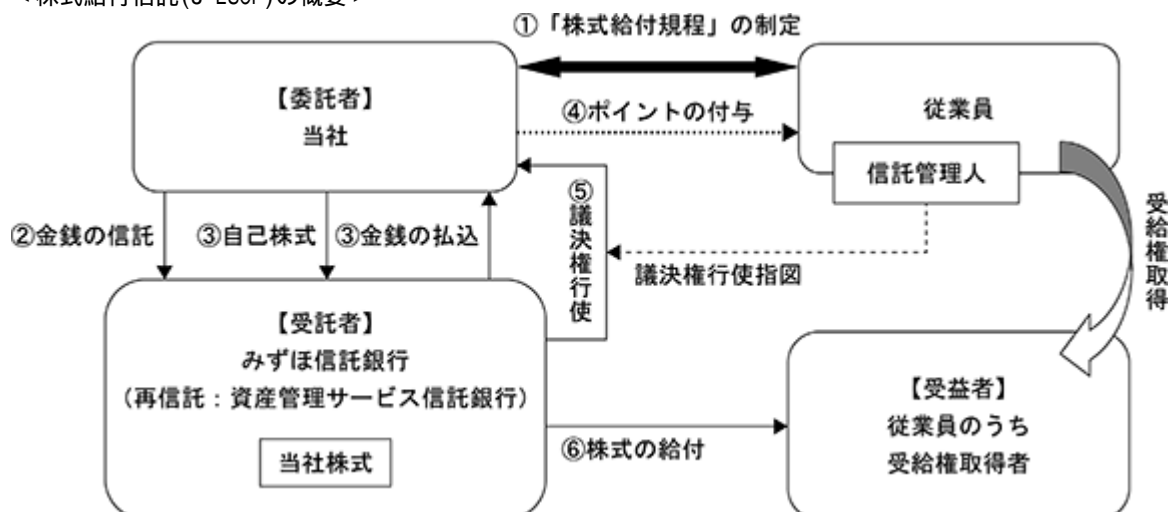 <株式給付信託(J-ESOP)の概要>
①「株式給付規程」の制定
【委託者】
当社
④ポイントの付与
従業員
信託管理人
②金銭の信託
③自己株式
③金銭の払込
⑤議決権行使
議決権行使指図
受給権取得
【受託者】
みずほ信託銀行
（再信託：資産管理サービス信託銀行）
当社株式
⑥株式の給付
【受益者】
従業員のうち
受給権取得者